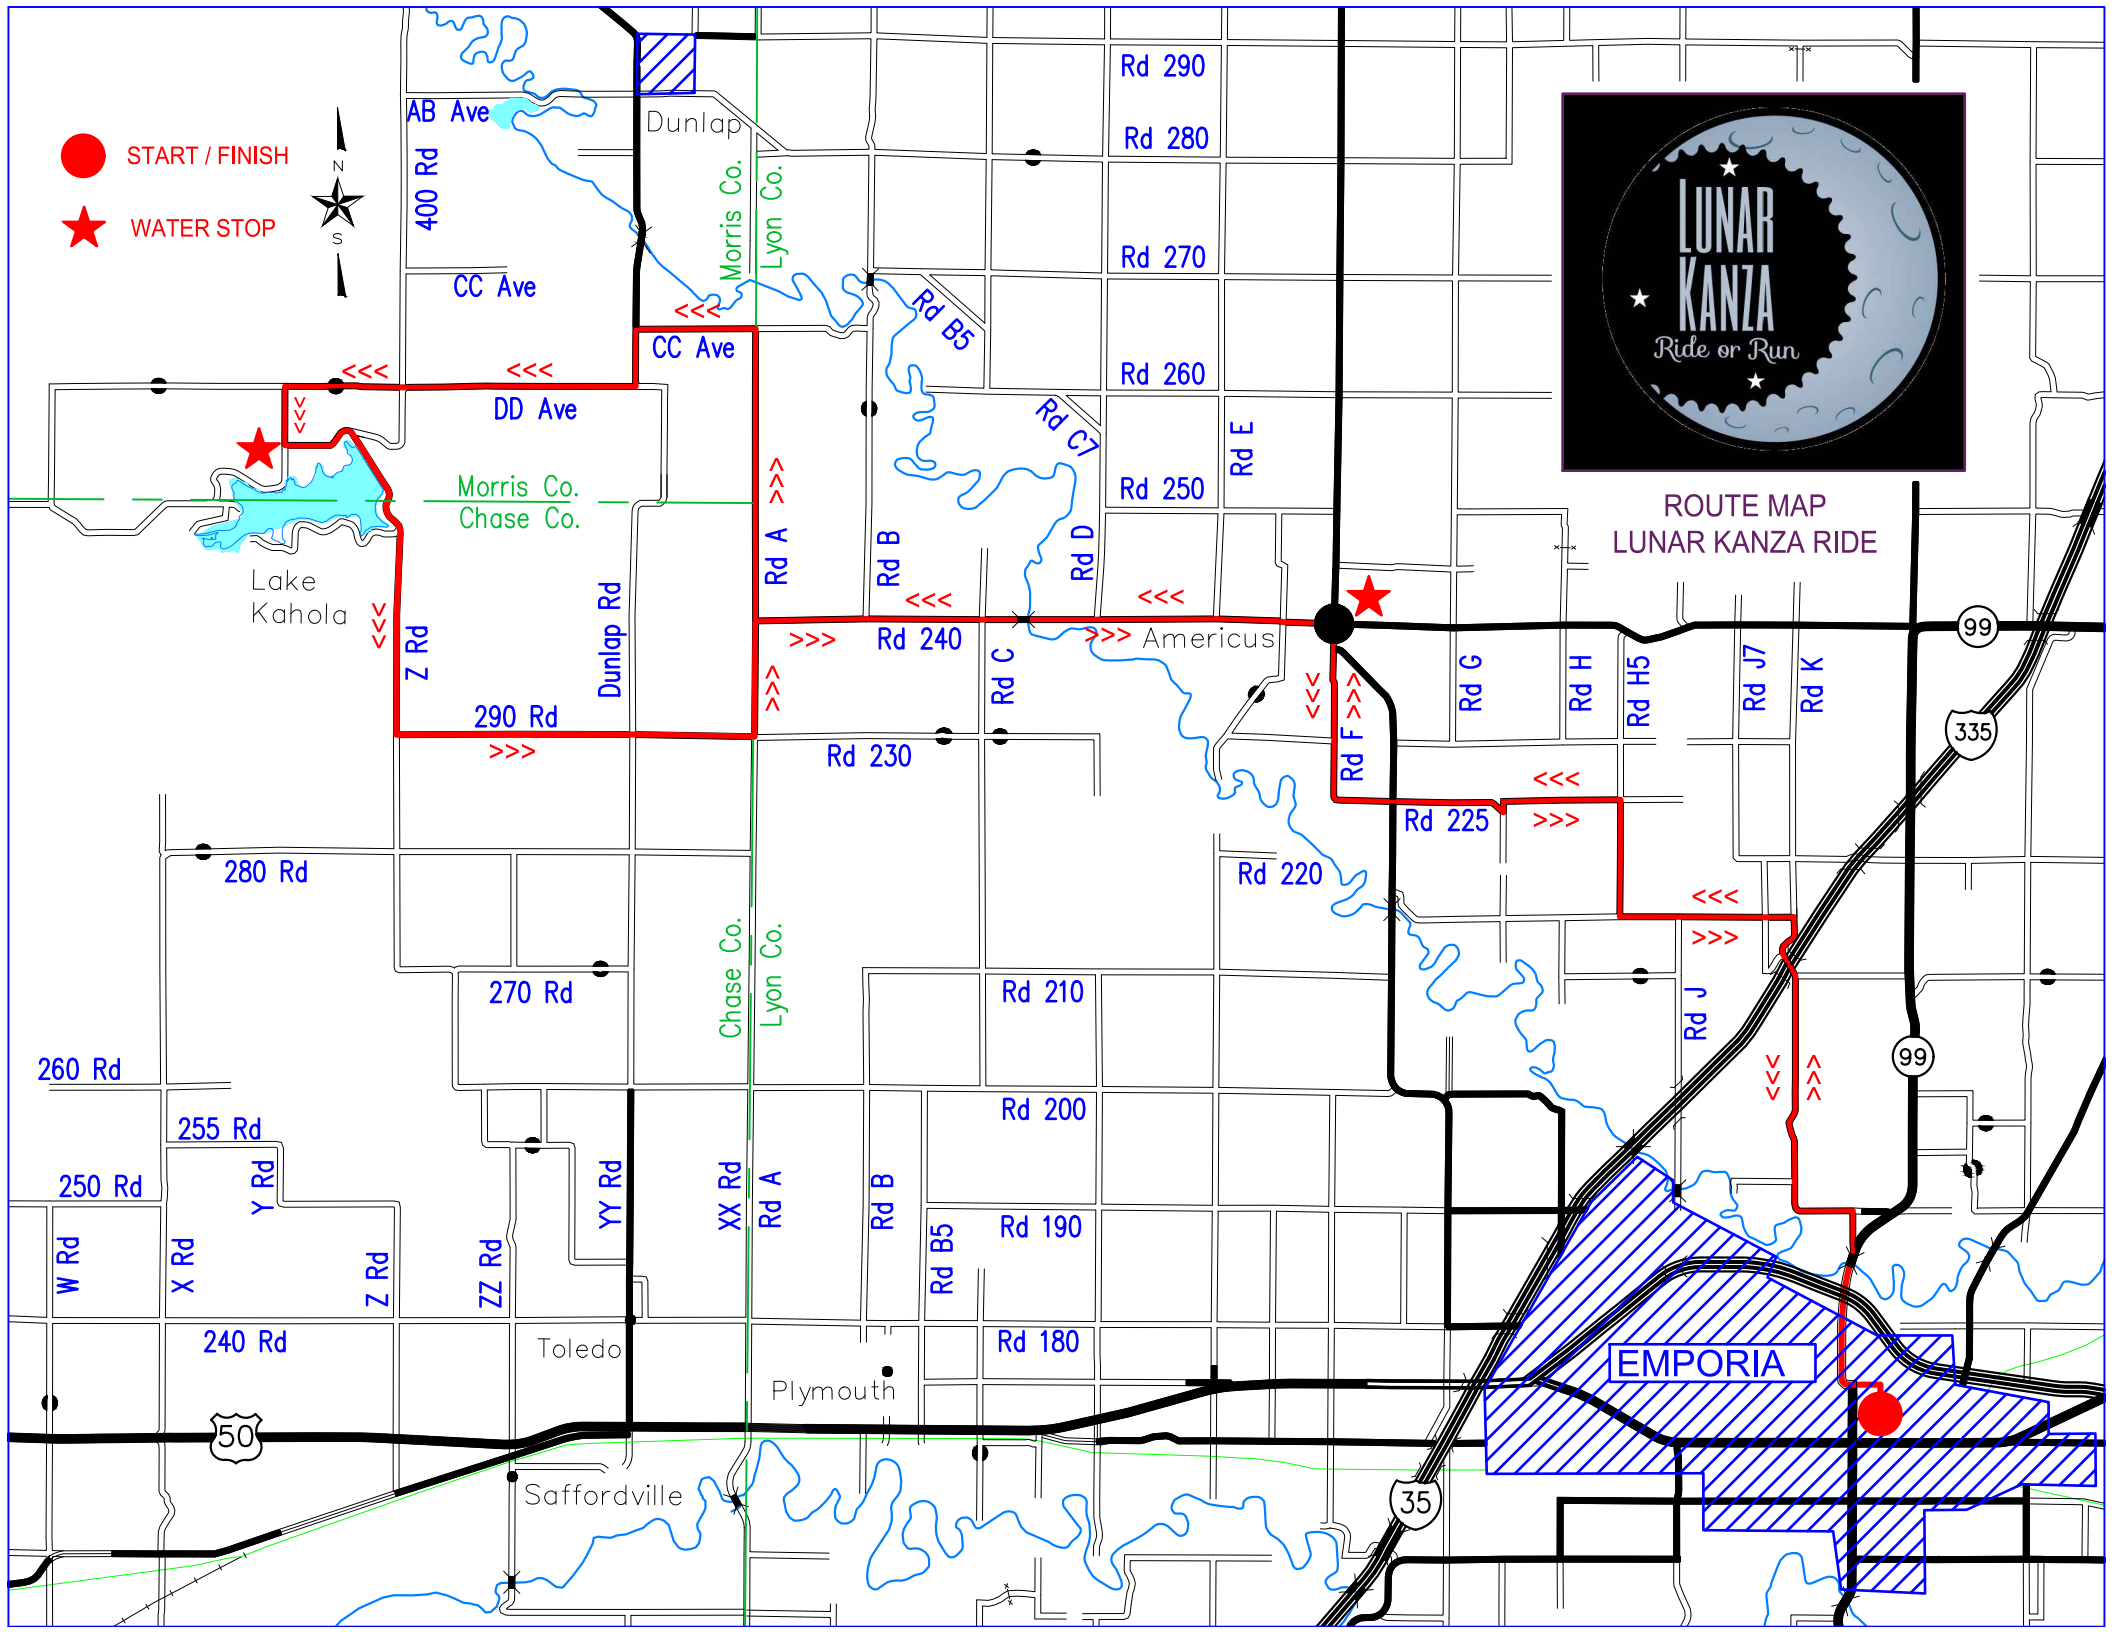 START / FINISH
WATER STOP
N
S
AB Ave
400 Rd
CC Ave
Dunlap
Morris Co.
Lyon Co.
<<<
CC Ave
<<<
<<<
DD Ave
<<<
Rd 290
Rd 280
Rd 270
Rd B5
Rd 260
Rd C7
Rd 250
Rd E
LUNAR
KANZA
Ride or Run
ROUTE MAP
LUNAR KANZA RIDE
Morris Co.
Chase Co.
Lake
Kahola
<<<
Z Rd
Dunlap Rd
>>>
Rd A
Rd B
Rd D
<<<
<<<
>>>
Rd 240
>>>
Americus
>>>
Rd C
290 Rd
>>>
Rd 230
<<<
>>>
Rd F
Rd G
Rd H
Rd H5
Rd J7
Rd K
99
335
<<<
Rd 225
>>>
280 Rd
Rd 220
<<<
>>>
270 Rd
Chase Co.
Lyon Co.
Rd 210
Rd J
99
<<<
>>>
260 Rd
Rd 200
255 Rd
250 Rd
Y Rd
YY Rd
XX Rd
Rd A
Rd B
Rd 190
W Rd
X Rd
Z Rd
ZZ Rd
Rd B5
240 Rd
Toledo
Rd 180
EMPORIA
Plymouth
50
Saffordville
35